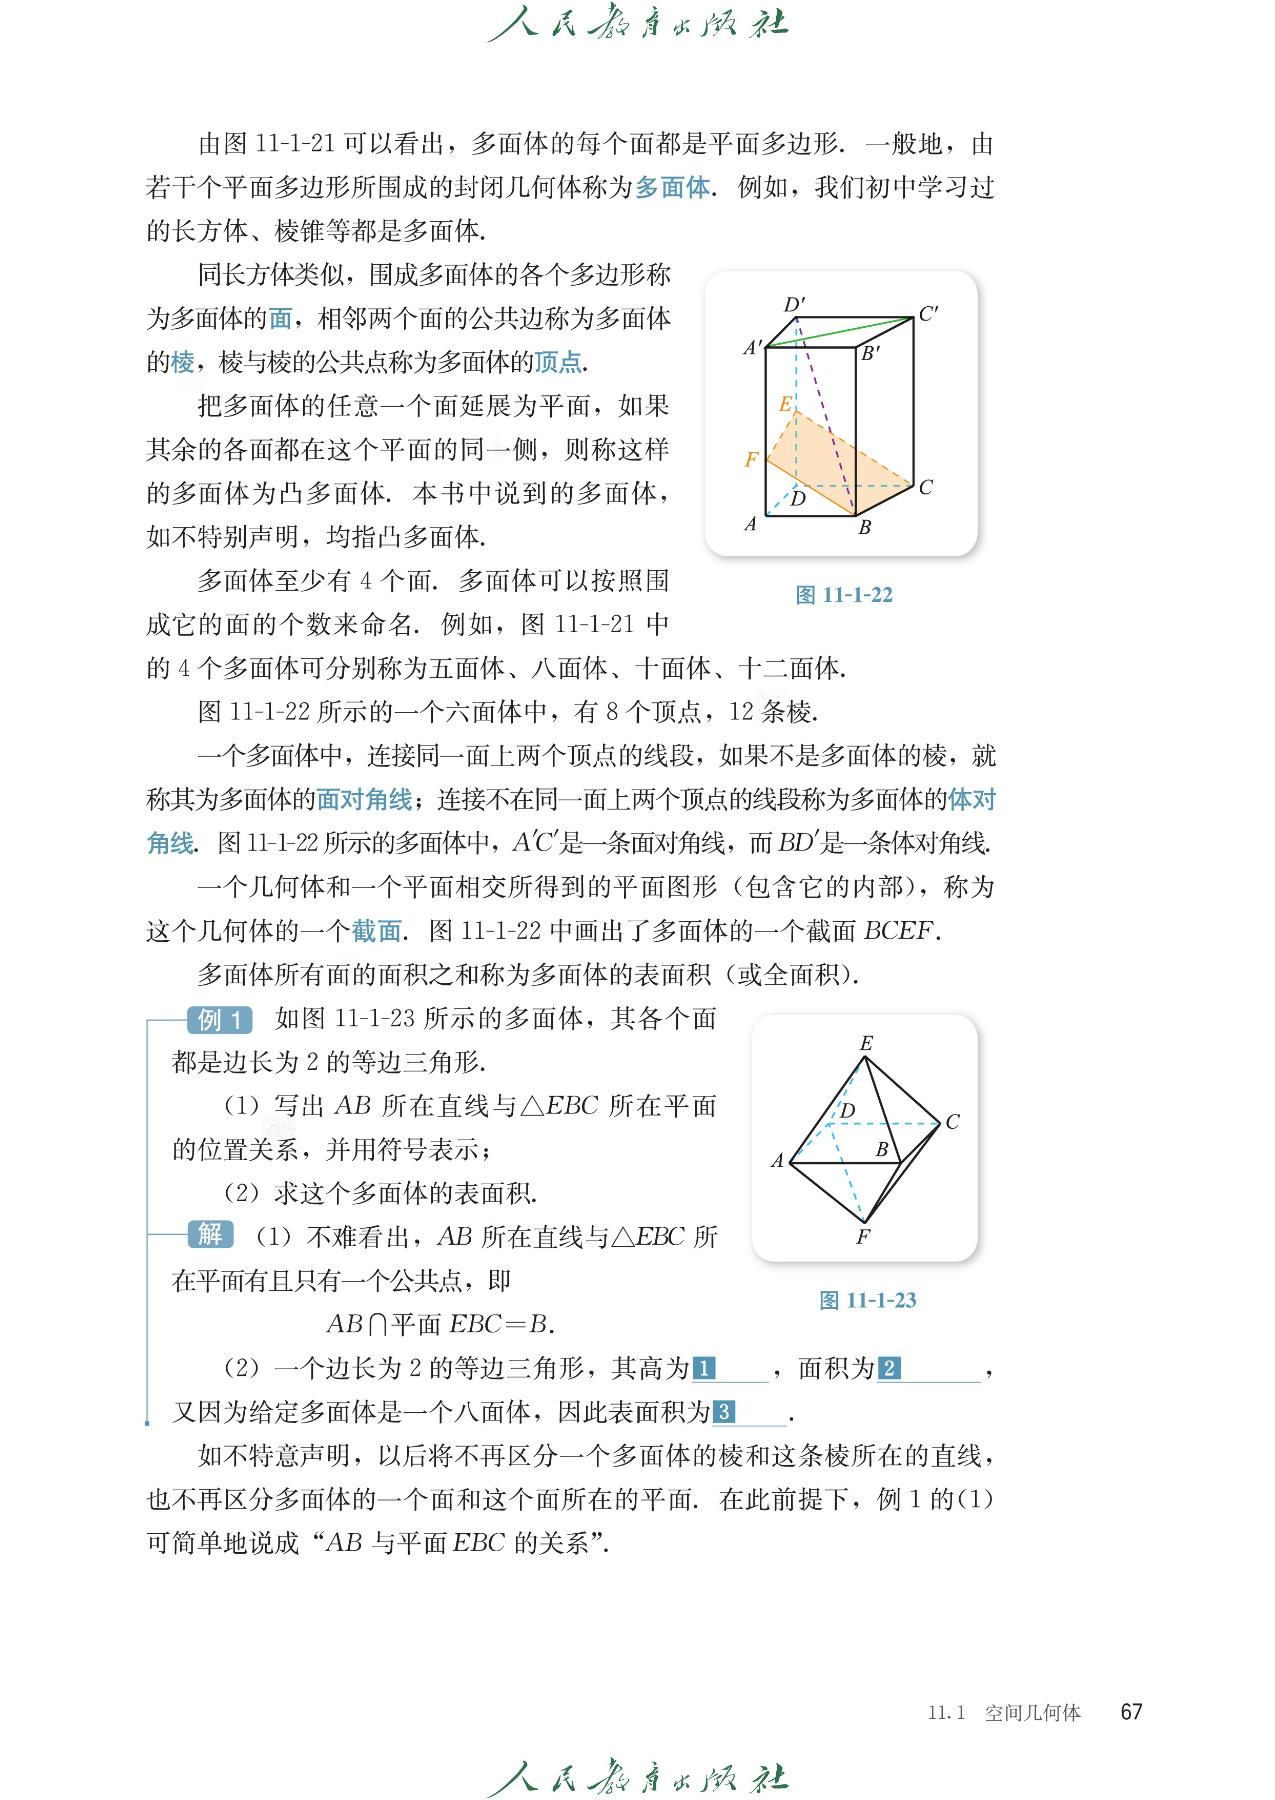 人民教育出版社
由图 11-1-21 可以看出，多面体的每个面都是平面多边形．一般地，由
若干个平面多边形所围成的封闭几何体称为多面体．例如，我们初中学习过
的长方体、棱锥等都是多面体．
同长方体类似，围成多面体的各个多边形称
为多面体的面，相邻两个面的公共边称为多面体
的棱，棱与棱的公共点称为多面体的顶点．
把多面体的任意一个面延展为平面，如果
其余的各面都在这个平面的同一侧，则称这样
的多面体为凸多面体．本书中说到的多面体，
如不特别声明，均指凸多面体．
D′
C′
A′
B′
E
F
D
C
A
B
图 11-1-22
多面体至少有 4 个面．多面体可以按照围
成它的面的个数来命名．例如，图 11-1-21 中
的 4 个多面体可分别称为五面体、八面体、十面体、十二面体．
图 11-1-22 所示的一个六面体中，有 8 个顶点，12 条棱．
一个多面体中，连接同一面上两个顶点的线段，如果不是多面体的棱，就
称其为多面体的面对角线；连接不在同一面上两个顶点的线段称为多面体的体对
角线．图 11-1-22 所示的多面体中，A′C′是一条面对角线，而 BD′是一条体对角线．
一个几何体和一个平面相交所得到的平面图形（包含它的内部），称为
这个几何体的一个截面．图 11-1-22 中画出了多面体的一个截面 BCEF．
多面体所有面的面积之和称为多面体的表面积（或全面积）．
例 1 如图 11-1-23 所示的多面体，其各个面
都是边长为 2 的等边三角形．
（1）写出 AB 所在直线与△EBC 所在平面
的位置关系，并用符号表示；
（2）求这个多面体的表面积．
解 （1）不难看出，AB 所在直线与△EBC 所
在平面有且只有一个公共点，即
AB∩平面 EBC＝B．
E
D
C
B
A
F
图 11-1-23
（2）一个边长为 2 的等边三角形，其高为 1 ____，面积为 2 ____，
又因为给定多面体是一个八面体，因此表面积为 3 ____．
如不特意声明，以后将不再区分一个多面体的棱和这条棱所在的直线，
也不再区分多面体的一个面和这个面所在的平面．在此前提下，例 1 的(1)
可简单地说成“AB 与平面 EBC 的关系”．
11.1 空间几何体 67
人民教育出版社